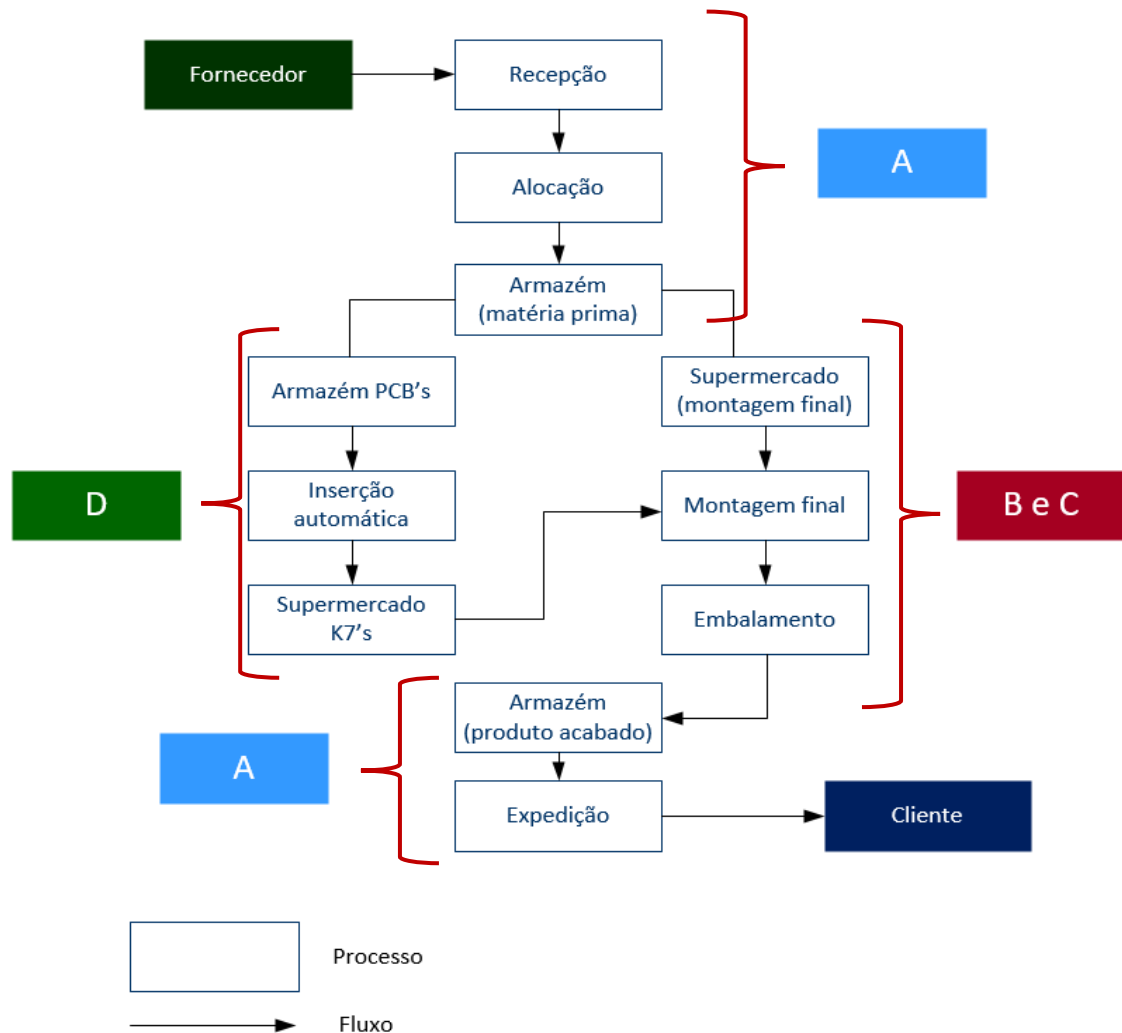 Fornecedor
Recepção
A
Alocação
Armazém
(matéria prima)
Armazém PCB's
Supermercado
(montagem final)
D
Inserção
automática
Montagem final
B e C
Supermercado
K7's
Embalamento
Armazém
(produto acabado)
A
Expedição
Cliente
Processo
Fluxo